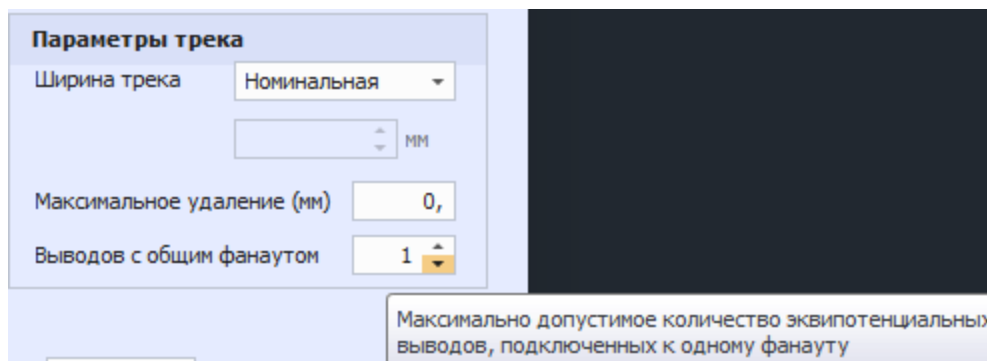 Параметры трека
Ширина трека Номинальная
мм
Максимальное удаление (мм) 0,
Выводов с общим фанаутом 1
Максимально допустимое количество эквипотенциальных
выводов, подключенных к одному фанауту